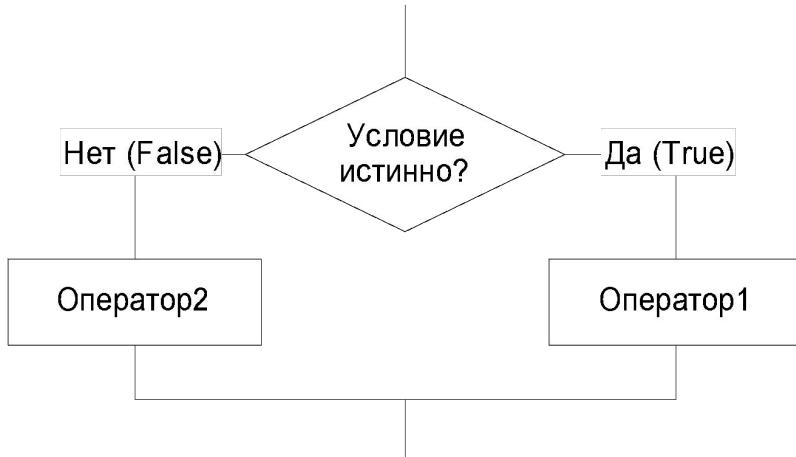 Условие
истинно?
Нет (False)
Да (True)
Оператор2
Оператор1